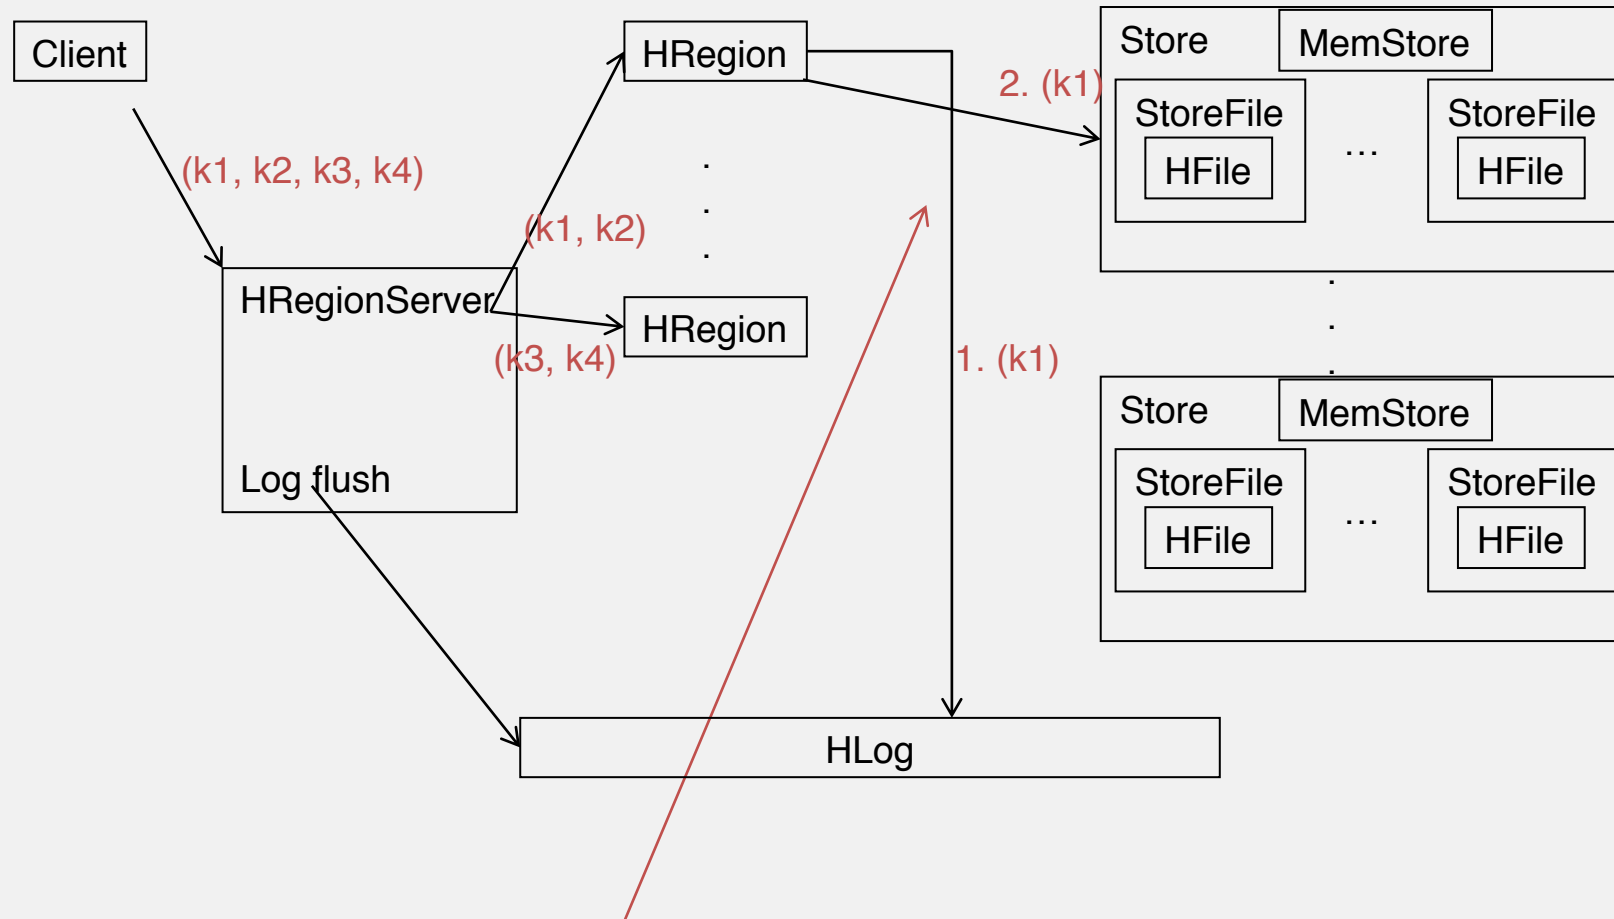 Client
(k1, k2, k3, k4)
HRegionServer
Log flush
HRegion
.
.
.
(k1, k2)
HRegion
(k3, k4)
2. (k1)
1. (k1)
HLog
Store
MemStore
StoreFile
HFile
...
StoreFile
HFile
.
.
.
Store
MemStore
StoreFile
HFile
...
StoreFile
HFile